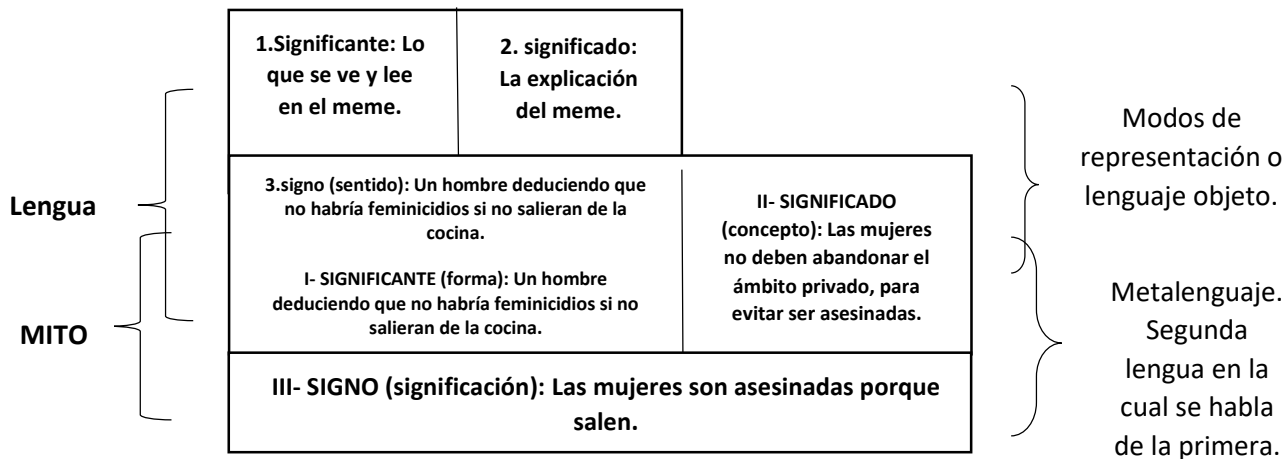 1.Significante: Lo
que se ve y lee
en el meme.
2. significado:
La explicación
del meme.
Lengua
3.signo (sentido): Un hombre deduciendo que
no habría feminicidios si no salieran de la
cocina.
I- SIGNIFICANTE (forma): Un hombre
deduciendo que no habría feminicidios si no
salieran de la cocina.
II- SIGNIFICADO
(concepto): Las mujeres
no deben abandonar el
ámbito privado, para
evitar ser asesinadas.
Modos de
representación o
lenguaje objeto.
MITO
III- SIGNO (significación): Las mujeres son asesinadas porque
salen.
Metalenguaje.
Segunda
lengua en la
cual se habla
de la primera.